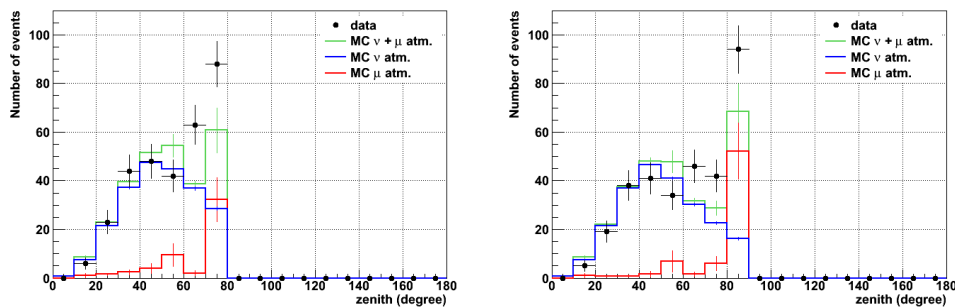 Number of events
100
80
60
40
20
0
data
MC ν + μ atm.
MC ν atm.
MC μ atm.
0 20 40 60 80 100 120 140 160 180
zenith (degree)
Number of events
100
80
60
40
20
0
data
MC ν + μ atm.
MC ν atm.
MC μ atm.
0 20 40 60 80 100 120 140 160 180
zenith (degree)